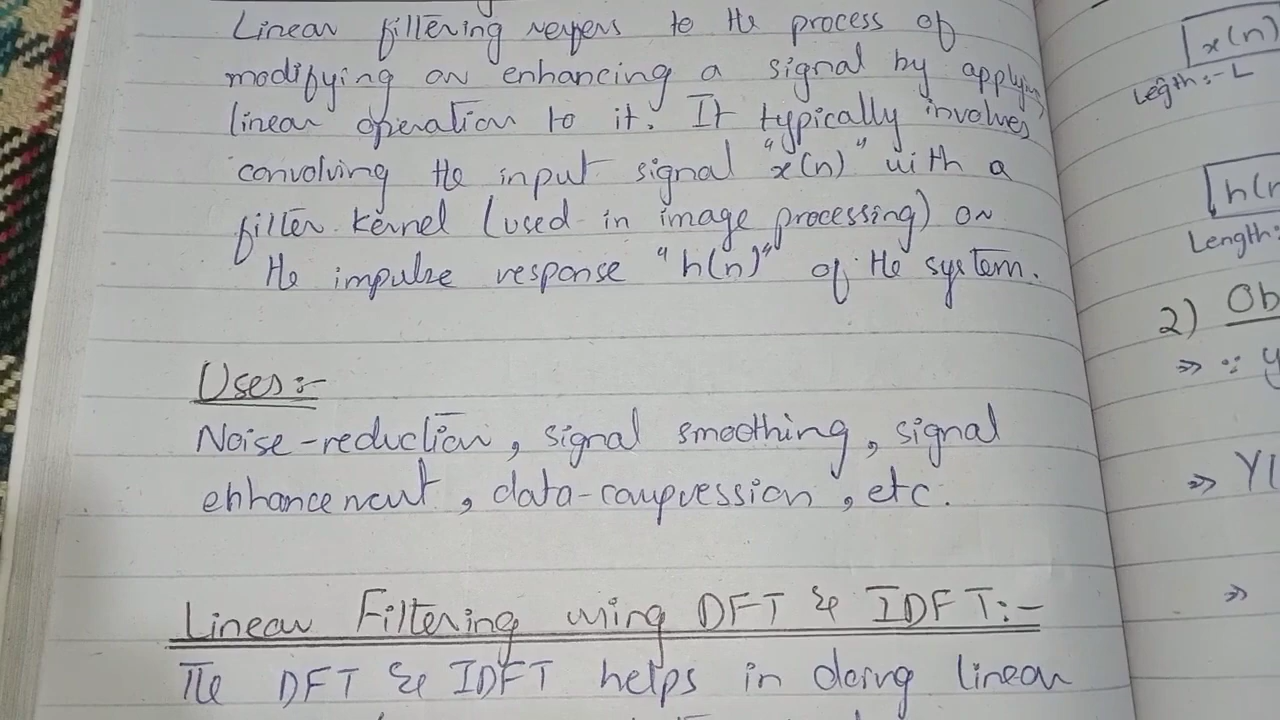 Linear filtering refers to the process of
modifying or enhancing a signal by applying
linear operation to it. It typically involves
convolving the input signal "x(n)" with a
filter kernel (used in image processing) or
the impulse response "h(n)" of the system.
Uses:-
Noise-reduction, signal smoothing, signal
enhancement, data-compression, etc.
Linear Filtering using DFT & IDFT:-
The DFT & IDFT helps in doing linear
x(n)
Legth:- L
h(n
Length:
2) Ob
⇒ ∵ y
⇒ Y(
⇒